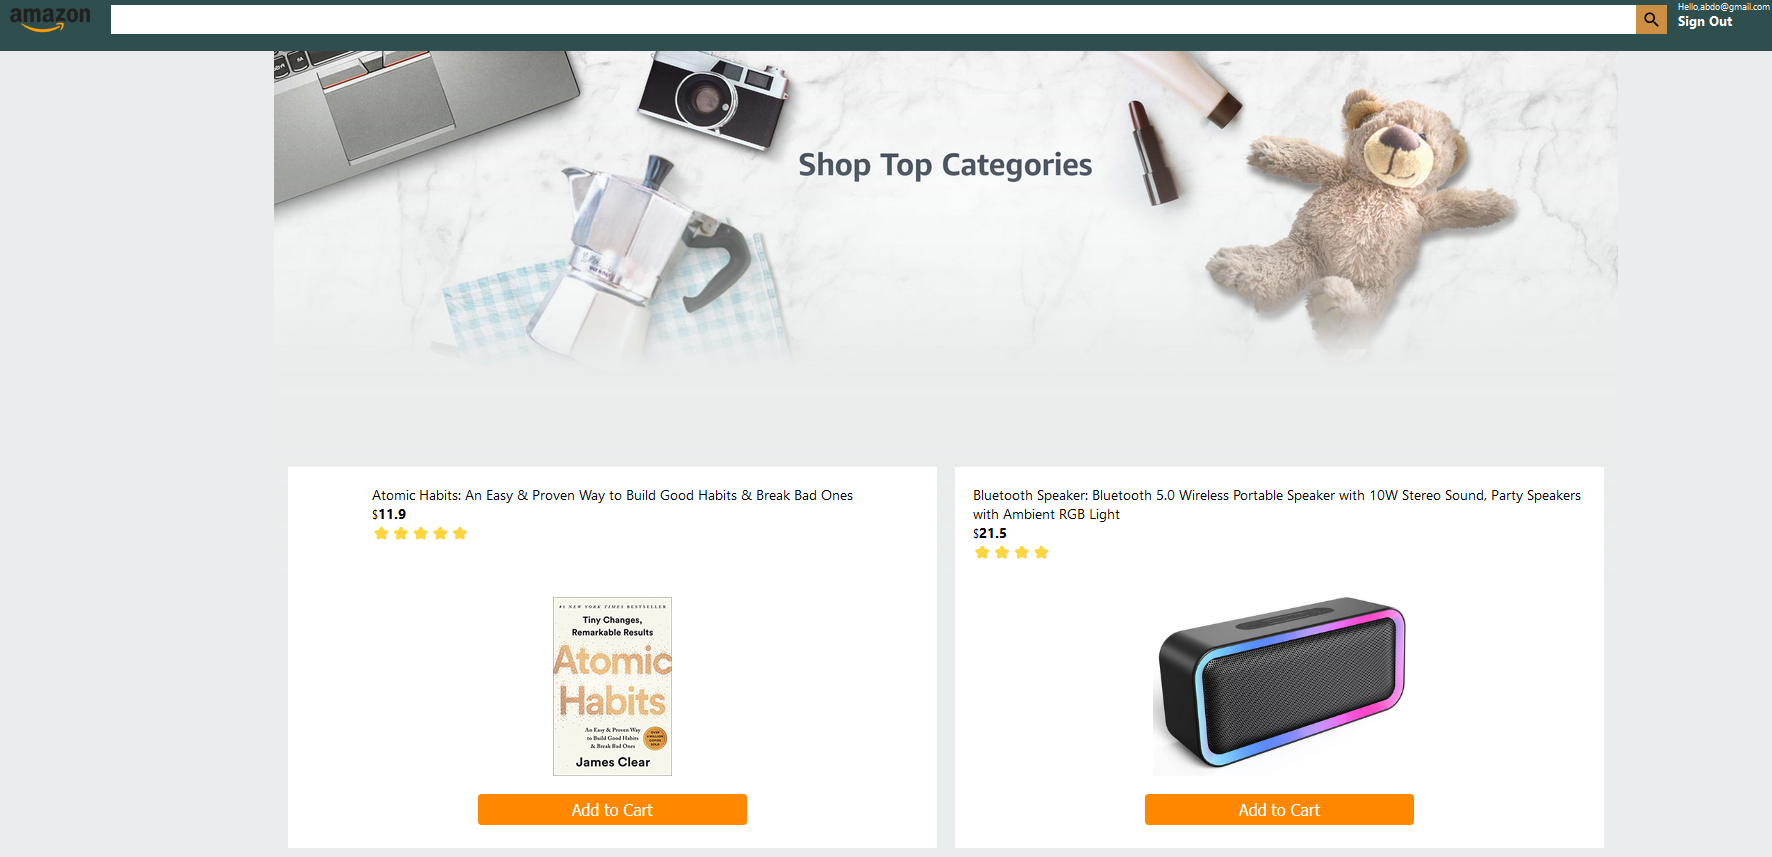 amazon
Hello,abdo@gmail.com
Sign Out
Shop Top Categories
Atomic Habits: An Easy & Proven Way to Build Good Habits & Break Bad Ones
$11.9
#1 NEW YORK TIMES BESTSELLER
Tiny Changes,
Remarkable Results
Atomic
Habits
An Easy & Proven Way
to Build Good Habits
& Break Bad Ones
James Clear
Add to Cart
Bluetooth Speaker: Bluetooth 5.0 Wireless Portable Speaker with 10W Stereo Sound, Party Speakers
with Ambient RGB Light
$21.5
Add to Cart